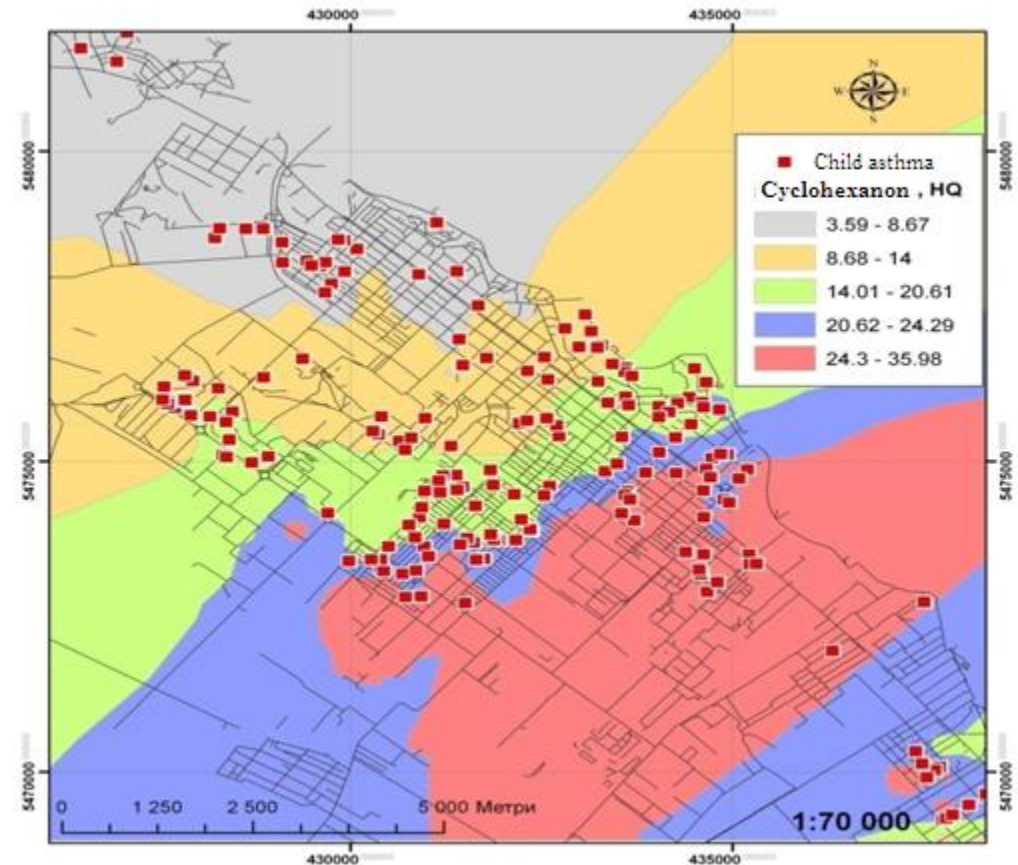 430000 435000
N
W E
S
5480000 5480000
Child asthma
Cyclohexanon , HQ
3.59 - 8.67
8.68 - 14
14.01 - 20.61
20.62 - 24.29
24.3 - 35.98
5475000 5475000
5470000 5470000
0 1 250 2 500 5 000 Метри
1:70 000
430000 435000